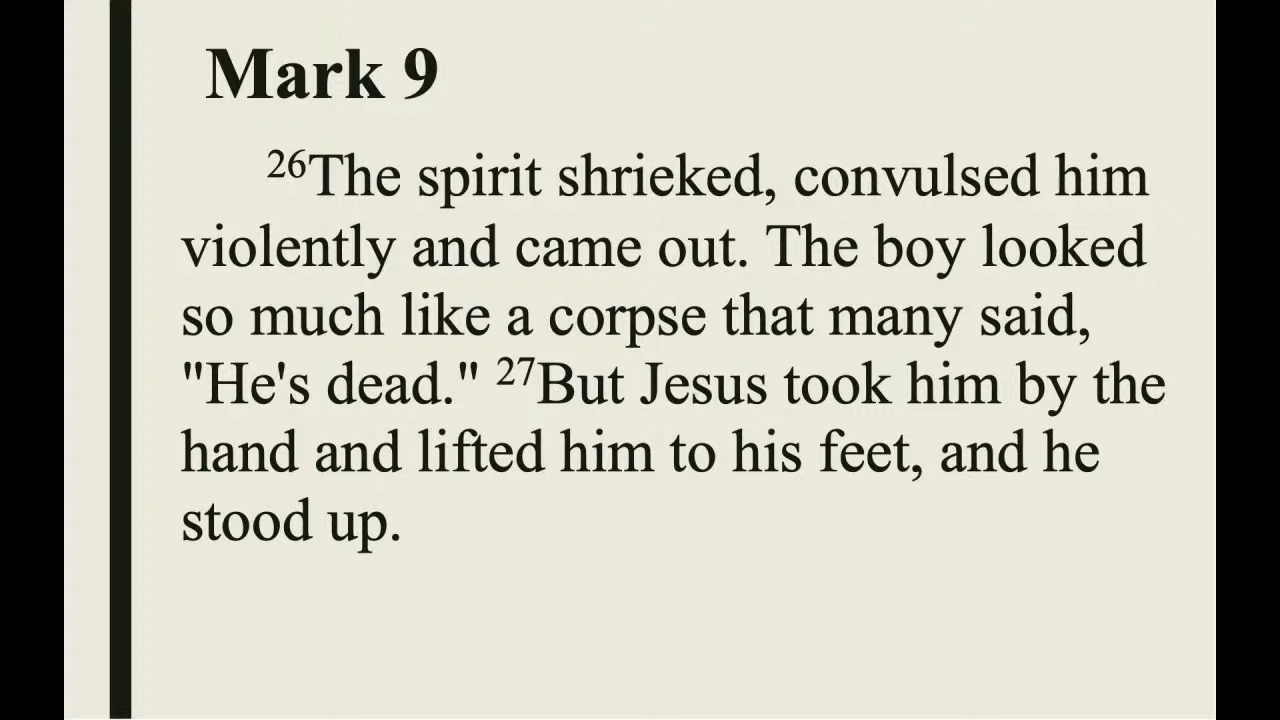 Mark 9
26The spirit shrieked, convulsed him
violently and came out. The boy looked
so much like a corpse that many said,
"He's dead." 27But Jesus took him by the
hand and lifted him to his feet, and he
stood up.